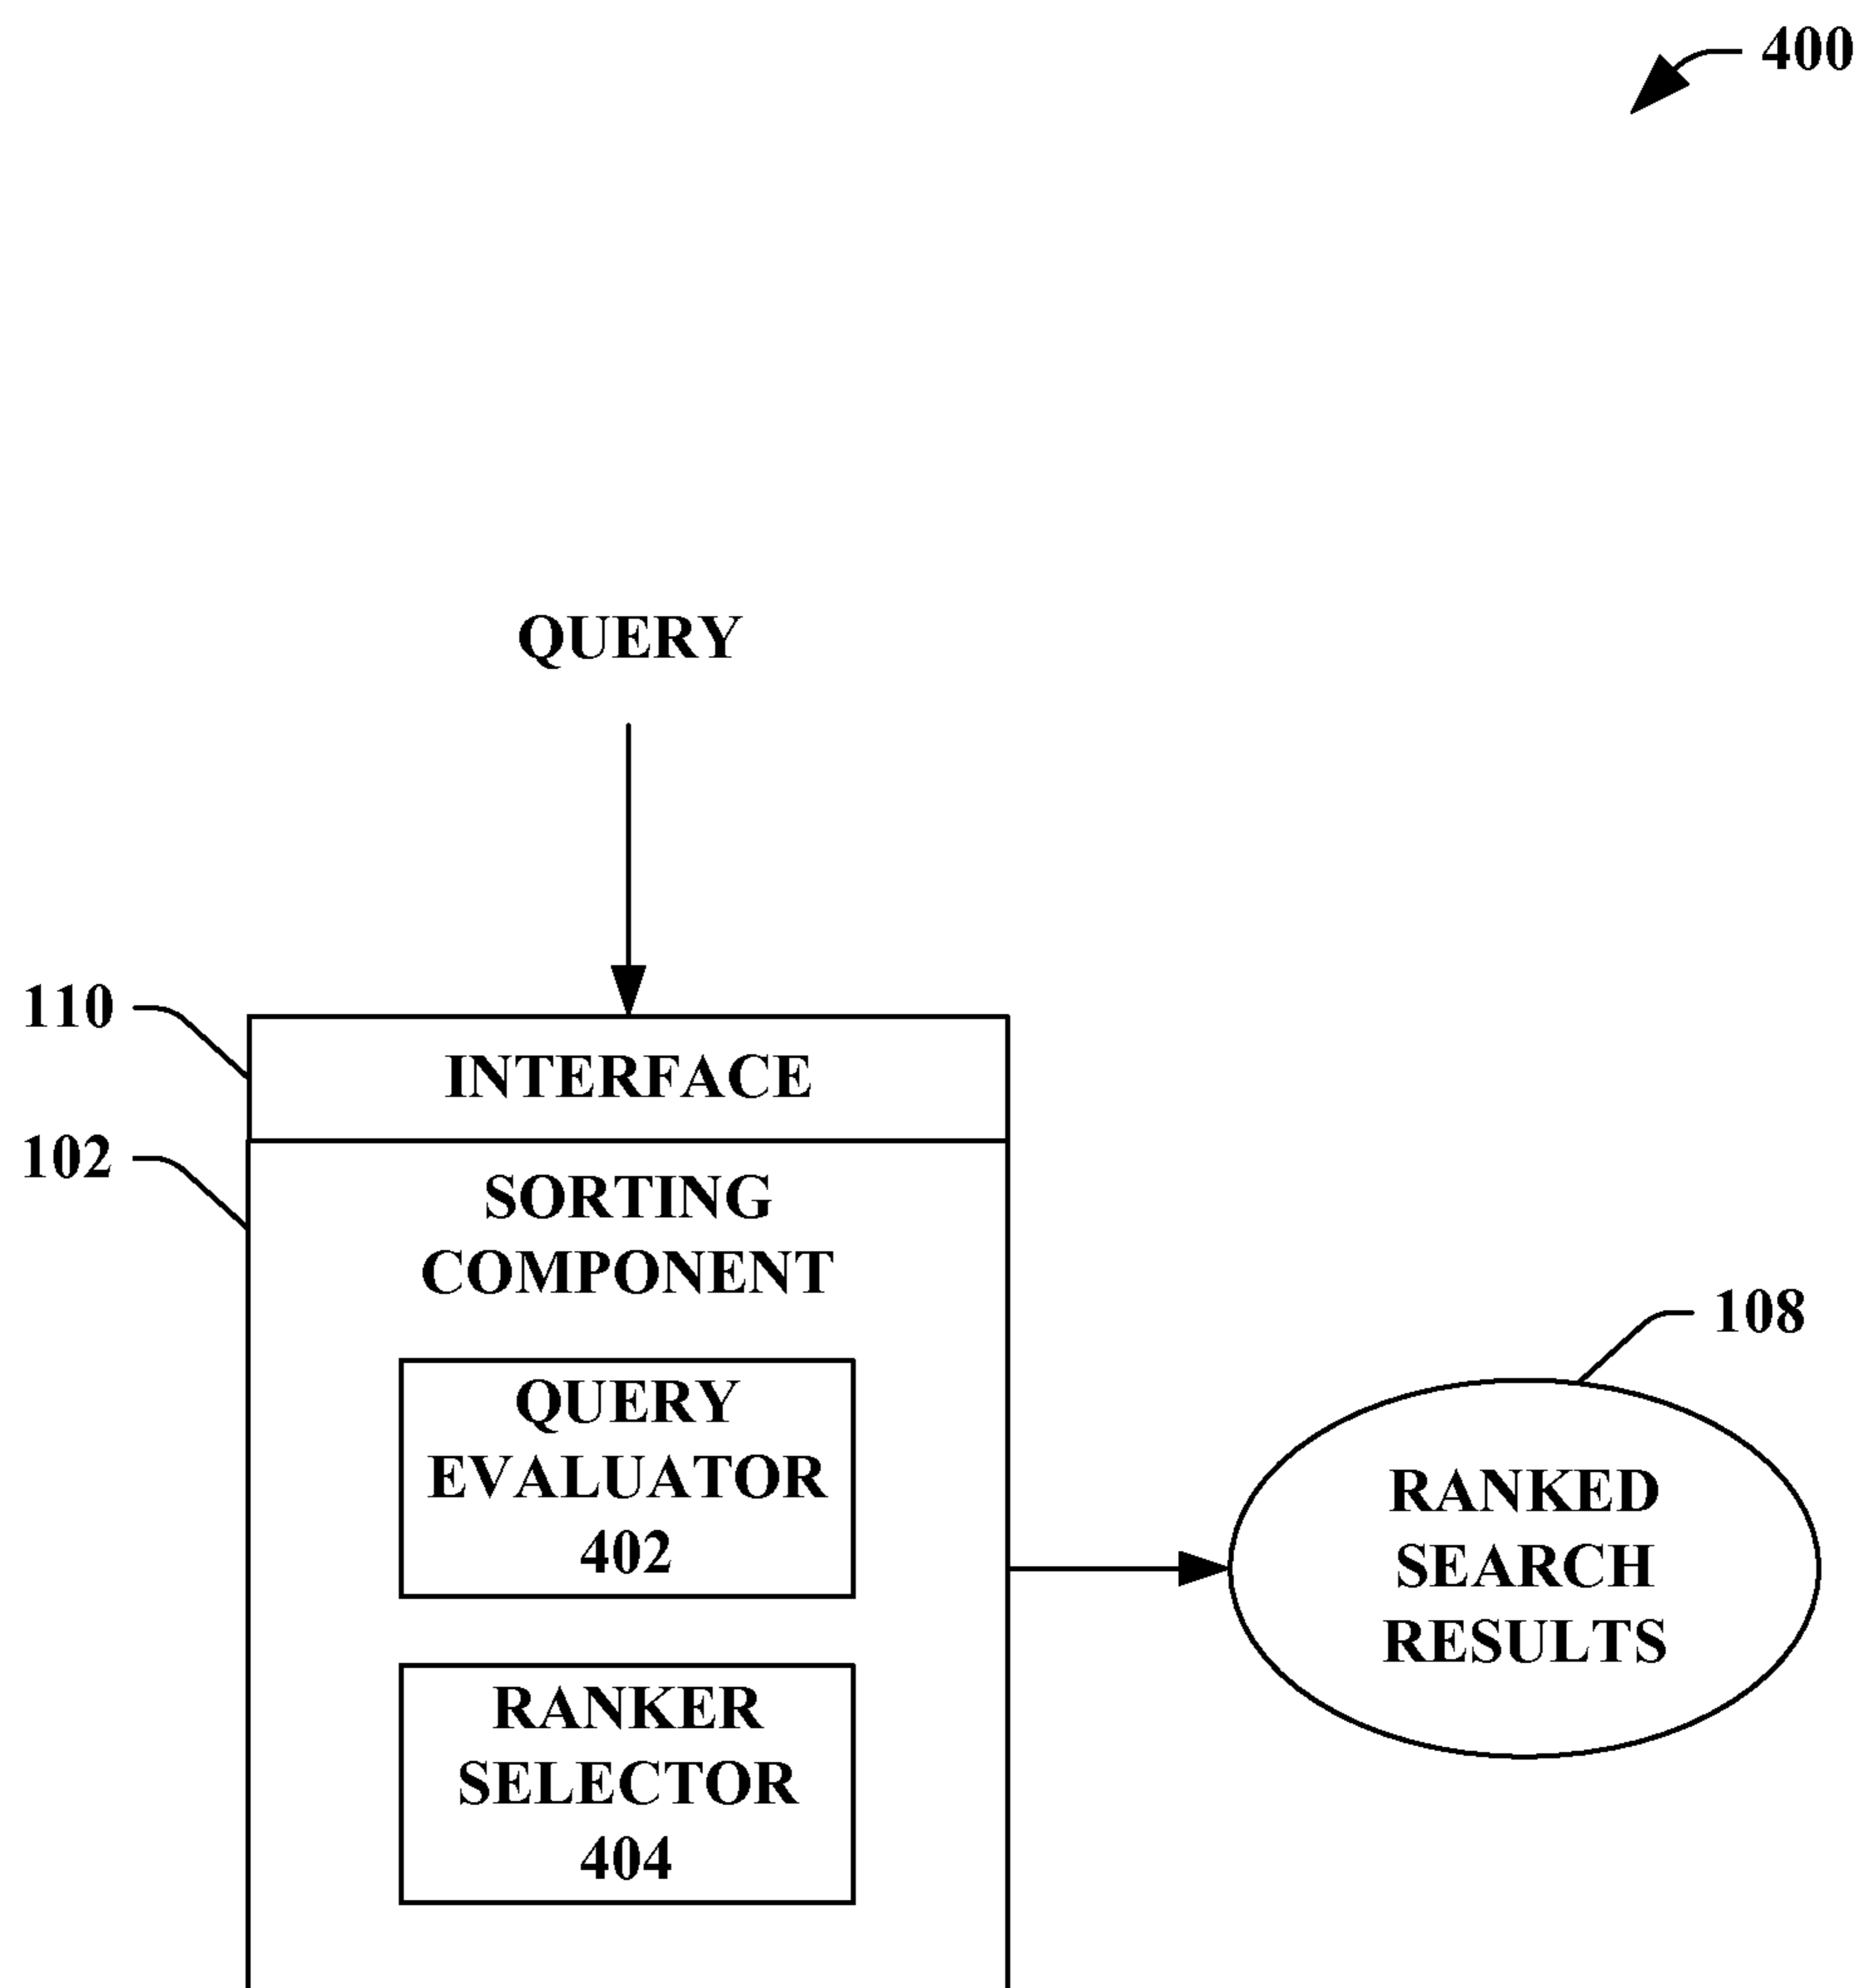 400
QUERY
110
INTERFACE
102
SORTING
COMPONENT
108
QUERY
EVALUATOR
402
RANKED
SEARCH
RESULTS
RANKER
SELECTOR
404